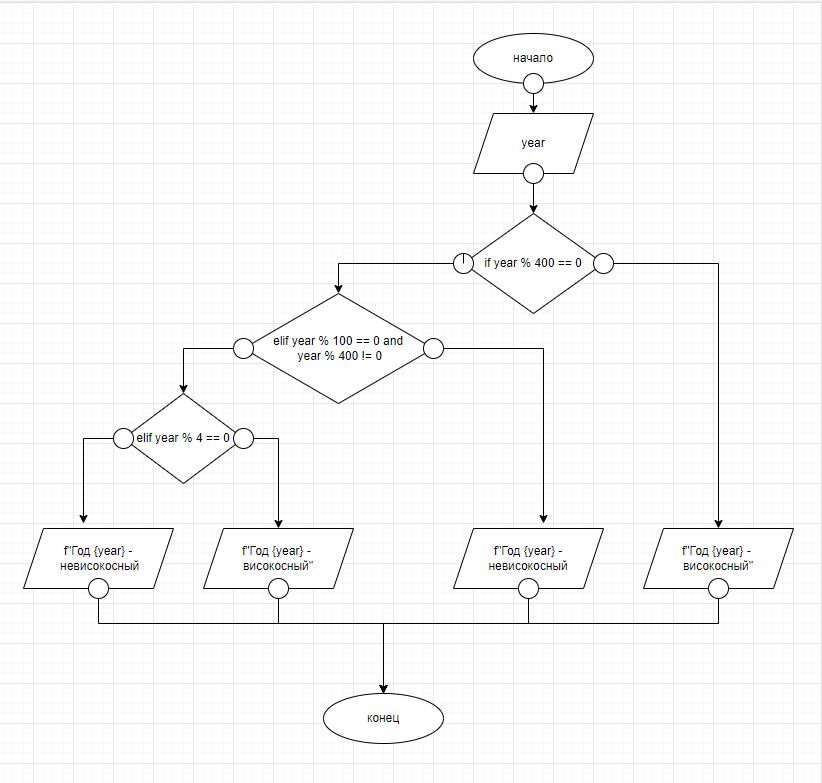 начало
year
if year % 400 == 0
elif year % 100 == 0 and
year % 400 != 0
elif year % 4 == 0
f"Год {year} -
невисокосный
f"Год {year} -
високосный"
f"Год {year} -
невисокосный
f"Год {year} -
високосный"
конец